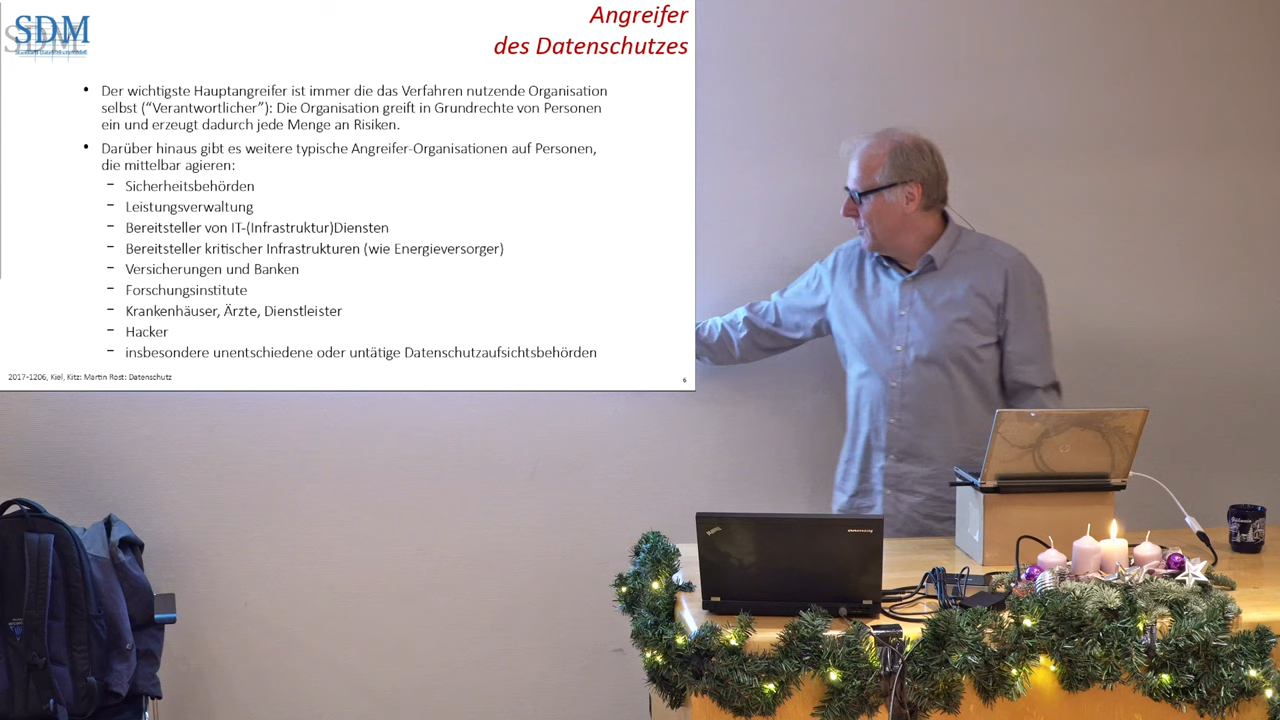 SDM
Angreifer
des Datenschutzes
• Der wichtigste Hauptangreifer ist immer die das Verfahren nutzende Organisation
selbst (“Verantwortlicher”): Die Organisation greift in Grundrechte von Personen
ein und erzeugt dadurch jede Menge an Risiken.
• Darüber hinaus gibt es weitere typische Angreifer-Organisationen auf Personen,
die mittelbar agieren:
– Sicherheitsbehörden
– Leistungsverwaltung
– Bereitsteller von IT-(Infrastruktur)Diensten
– Bereitsteller kritischer Infrastrukturen (wie Energieversorger)
– Versicherungen und Banken
– Forschungsinstitute
– Krankenhäuser, Ärzte, Dienstleister
– Hacker
– insbesondere unentschiedene oder untätige Datenschutzaufsichtsbehörden
2017-1206, Kiel, Kitz: Martin Rost: Datenschutz
6
hp
ThinkPad